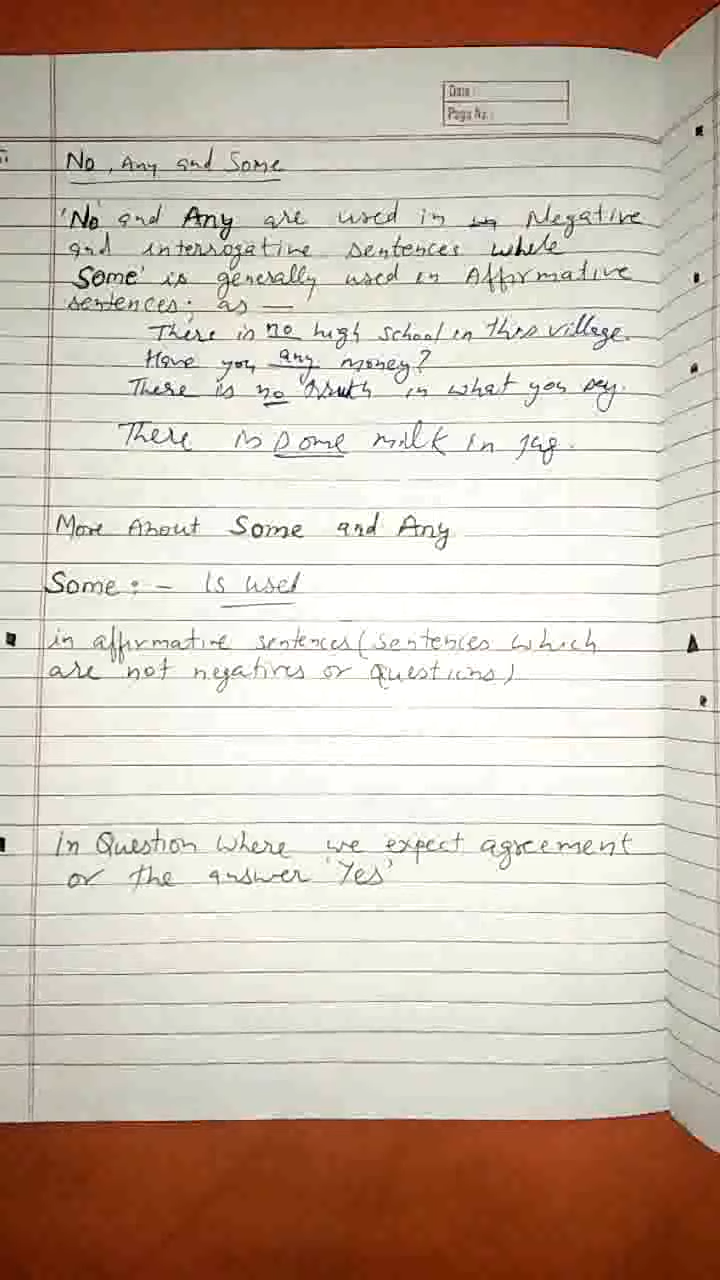 Date :
Page No. :
No, Any and Some
'No and Any are used in in Negative
and interrogative sentences while
Some' is generally used in Affirmative
sentences; as —
There is no high school in this village.
Have you any money?
There is no truth in what you say.
There is some milk in jug.
More About Some and Any
Some : - Is used
in affirmative sentences (sentences which
are not negatives or questions)
In Question where we expect agreement
or the answer 'Yes'